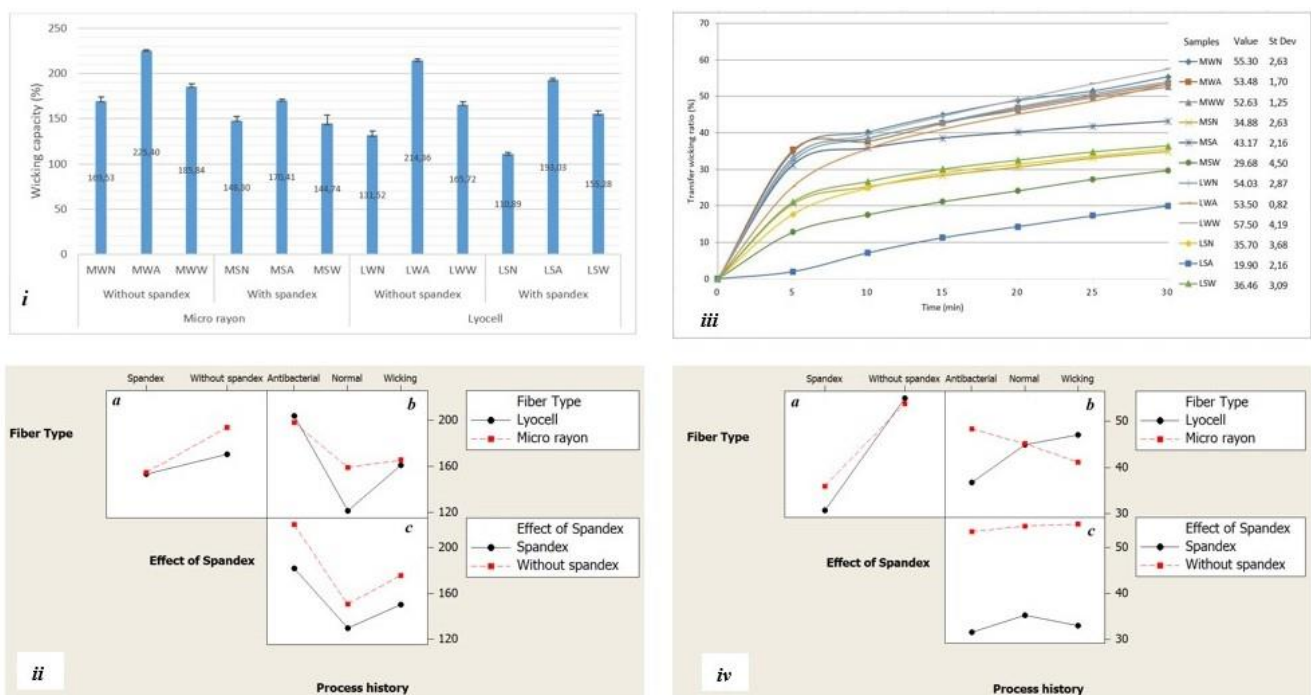 250
200
150
100
50
0
Wicking capacity (%)
169,53
225,40
185,84
148,30
170,41
144,74
131,52
214,36
165,72
110,89
193,03
155,28
MWN MWA MWW MSN MSA MSW LWN LWA LWW LSN LSA LSW
Without spandex With spandex Without spandex With spandex
Micro rayon Lyocell
i
70
60
50
40
30
20
10
0
Transfer wicking ratio (%)
0 5 10 15 20 25 30
Time (min)
iii
Samples Value St Dev
MWN 55.30 2,63
MWA 53.48 1,70
MWW 52.63 1,25
MSN 34.88 2,63
MSA 43.17 2,16
MSW 29.68 4,50
LWN 54.03 2,87
LWA 53.50 0,82
LWW 57.50 4,19
LSN 35.70 3,68
LSA 19.90 2,16
LSW 36.46 3,09
Spandex Without spandex Antibacterial Normal Wicking
a
b
Fiber Type
200
160
120
Fiber Type
Lyocell
Micro rayon
c
Effect of Spandex
200
160
120
Effect of Spandex
Spandex
Without spandex
ii
Process history
Spandex Without spandex Antibacterial Normal Wicking
a
b
Fiber Type
50
40
30
Fiber Type
Lyocell
Micro rayon
c
Effect of Spandex
50
40
30
Effect of Spandex
Spandex
Without spandex
iv
Process history